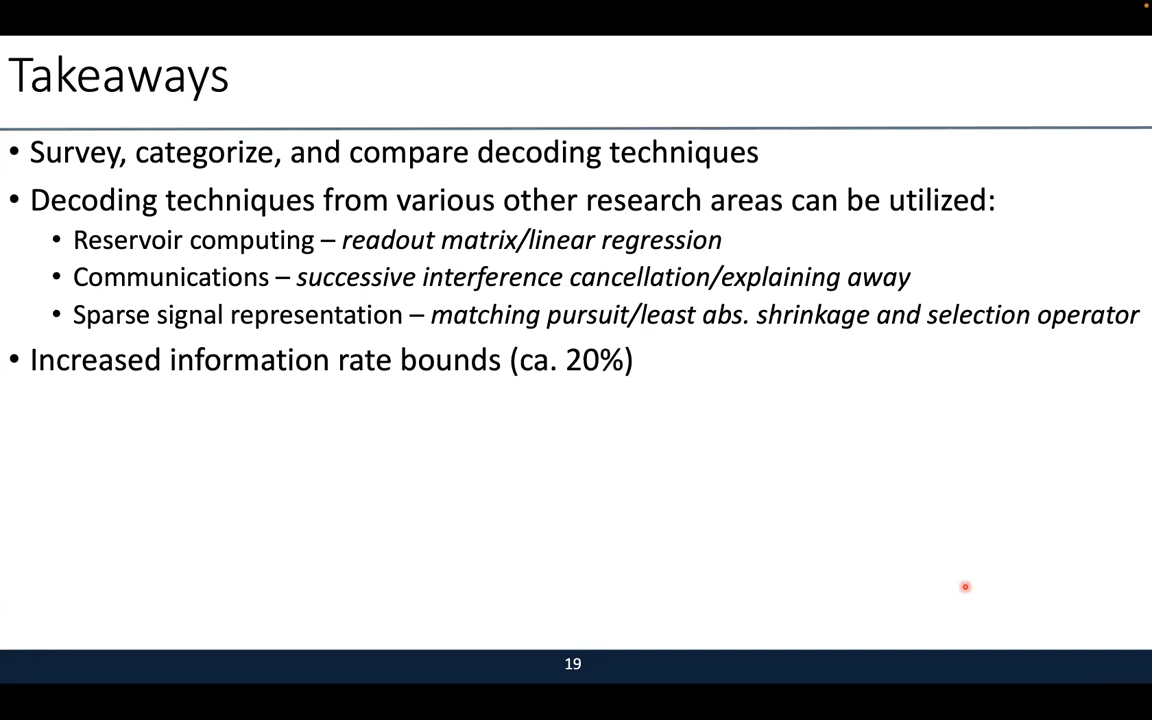 Takeaways
• Survey, categorize, and compare decoding techniques
• Decoding techniques from various other research areas can be utilized:
• Reservoir computing – readout matrix/linear regression
• Communications – successive interference cancellation/explaining away
• Sparse signal representation – matching pursuit/least abs. shrinkage and selection operator
• Increased information rate bounds (ca. 20%)
19